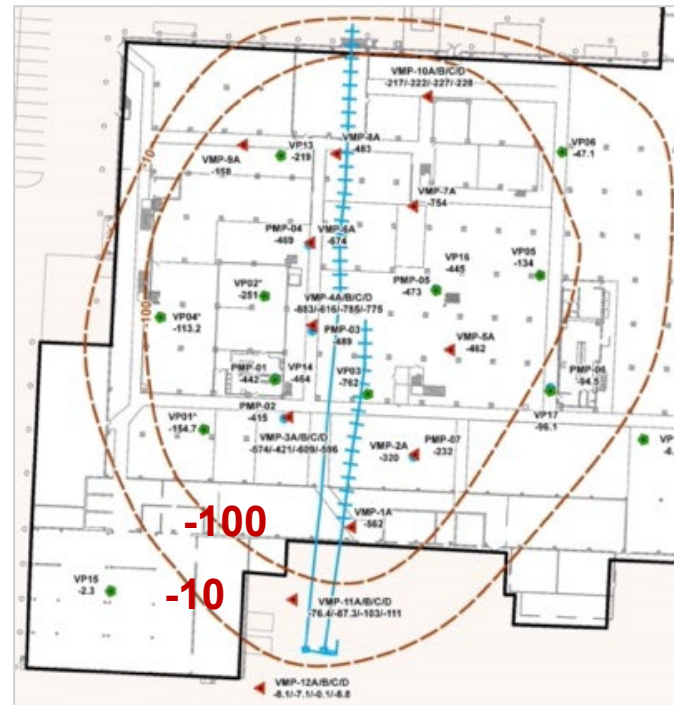 VMP-10A/B/C/D
-217/-222/-227/-228
-10
VP13
-219
VMP-8A
-483
VP06
-47.1
VMP-9A
-158
VMP-7A
-754
PMP-04
-469
VMP-6A
-674
VP16
-445
VP05
-134
VP02*
-251
PMP-05
-473
VMP-4A/B/C/D
-683/-616/-785/-775
VP04*
-113.2
-100
PMP-03
-489
VMP-5A
-462
PMP-01
-442
VP14
-464
VP03
-762
PMP-06
-94.5
PMP-02
-415
VP17
-96.1
VP01*
-154.7
VMP-3A/B/C/D
-574/-421/-609/-596
VMP-2A
-320
PMP-07
-232
-100
VMP-1A
-562
VP15
-2.3
-10
VMP-11A/B/C/D
-76.4/-87.3/-103/-111
VMP-12A/B/C/D
-8.1/-7.1/-0.1/-8.8